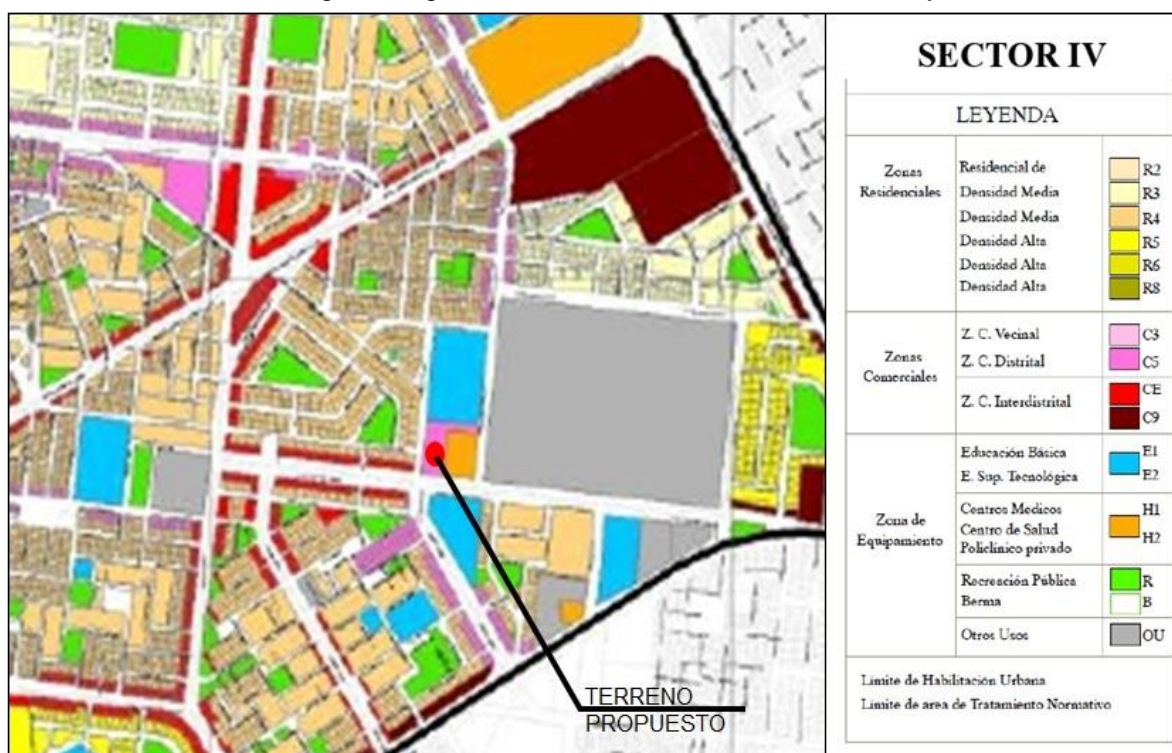 TERRENO
PROPUESTO
SECTOR IV
LEYENDA
Zonas
Residenciales
Residencial de
Densidad Media
Densidad Media
Densidad Alta
Densidad Alta
Densidad Alta
R2
R3
R4
R5
R6
R8
Zonas
Comerciales
Z. C. Vecinal
Z. C. Distrital
Z. C. Interdistrital
C3
C5
CE
C9
Zona de
Equipamiento
Educación Básica
E. Sup. Tecnológica
E1
E2
Centros Medicos
Centro de Salud
Policlinico privado
H1
H2
Recreación Pública
Berma
R
B
Otros Usos
OU
Limite de Habilitación Urbana
Limite de area de Tratamiento Normativo